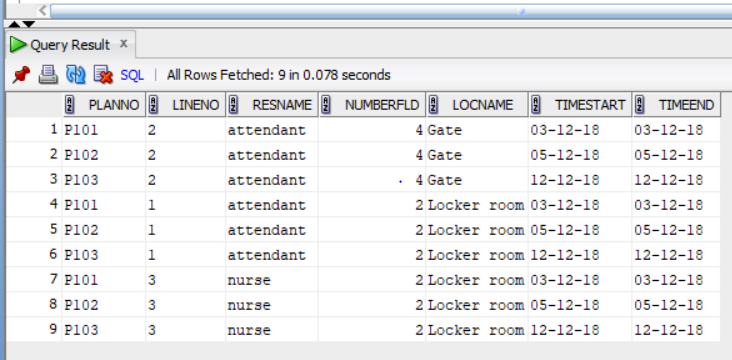 Query Result x
SQL | All Rows Fetched: 9 in 0.078 seconds
PLANNO LINENO RESNAME NUMBERFLD LOCNAME TIMESTART TIMEEND
1 P101 2 attendant 4 Gate 03-12-18 03-12-18
2 P102 2 attendant 4 Gate 05-12-18 05-12-18
3 P103 2 attendant 4 Gate 12-12-18 12-12-18
4 P101 1 attendant 2 Locker room 03-12-18 03-12-18
5 P102 1 attendant 2 Locker room 05-12-18 05-12-18
6 P103 1 attendant 2 Locker room 12-12-18 12-12-18
7 P101 3 nurse 2 Locker room 03-12-18 03-12-18
8 P102 3 nurse 2 Locker room 05-12-18 05-12-18
9 P103 3 nurse 2 Locker room 12-12-18 12-12-18